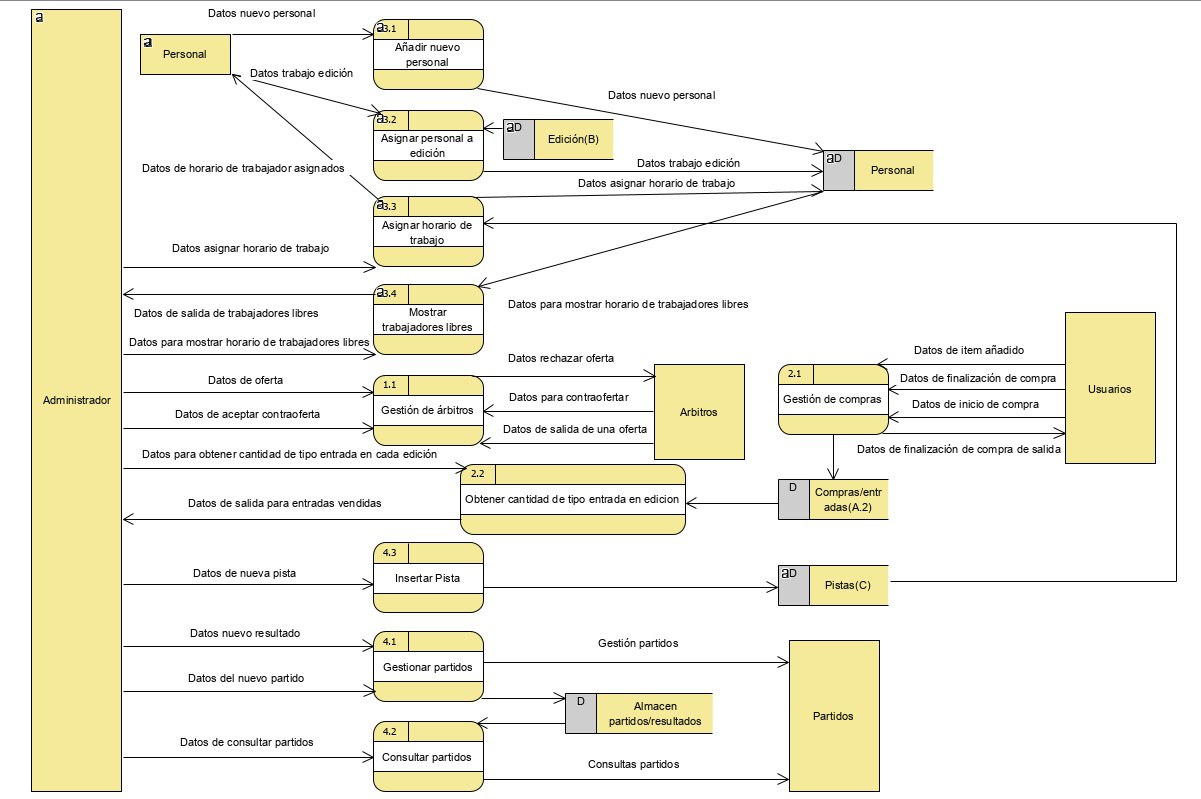 a
Administrador
Datos nuevo personal
a
Personal
a
3.1
Añadir nuevo
personal
Datos trabajo edición
Datos nuevo personal
a
3.2
Asignar personal a
edición
a
D
Edición(B)
Datos trabajo edición
a
D
Personal
Datos de horario de trabajador asignados
Datos asignar horario de trabajo
a
3.3
Asignar horario de
trabajo
Datos asignar horario de trabajo
a
3.4
Mostrar
trabajadores libres
Datos de salida de trabajadores libres
Datos para mostrar horario de trabajadores libres
Datos para mostrar horario de trabajadores libres
Datos de oferta
1.1
Gestión de árbitros
Datos de aceptar contraoferta
Datos rechazar oferta
Datos para contraofertar
Datos de salida de una oferta
Arbitros
2.1
Gestión de compras
Datos de item añadido
Datos de finalización de compra
Datos de inicio de compra
Datos de finalización de compra de salida
Usuarios
Datos para obtener cantidad de tipo entrada en cada edición
2.2
Obtener cantidad de tipo entrada en edicion
Datos de salida para entradas vendidas
D
Compras/entr
adas(A.2)
4.3
Insertar Pista
Datos de nueva pista
a
D
Pistas(C)
Datos nuevo resultado
4.1
Gestionar partidos
Datos del nuevo partido
Gestión partidos
D
Almacen
partidos/resultados
Partidos
4.2
Consultar partidos
Datos de consultar partidos
Consultas partidos